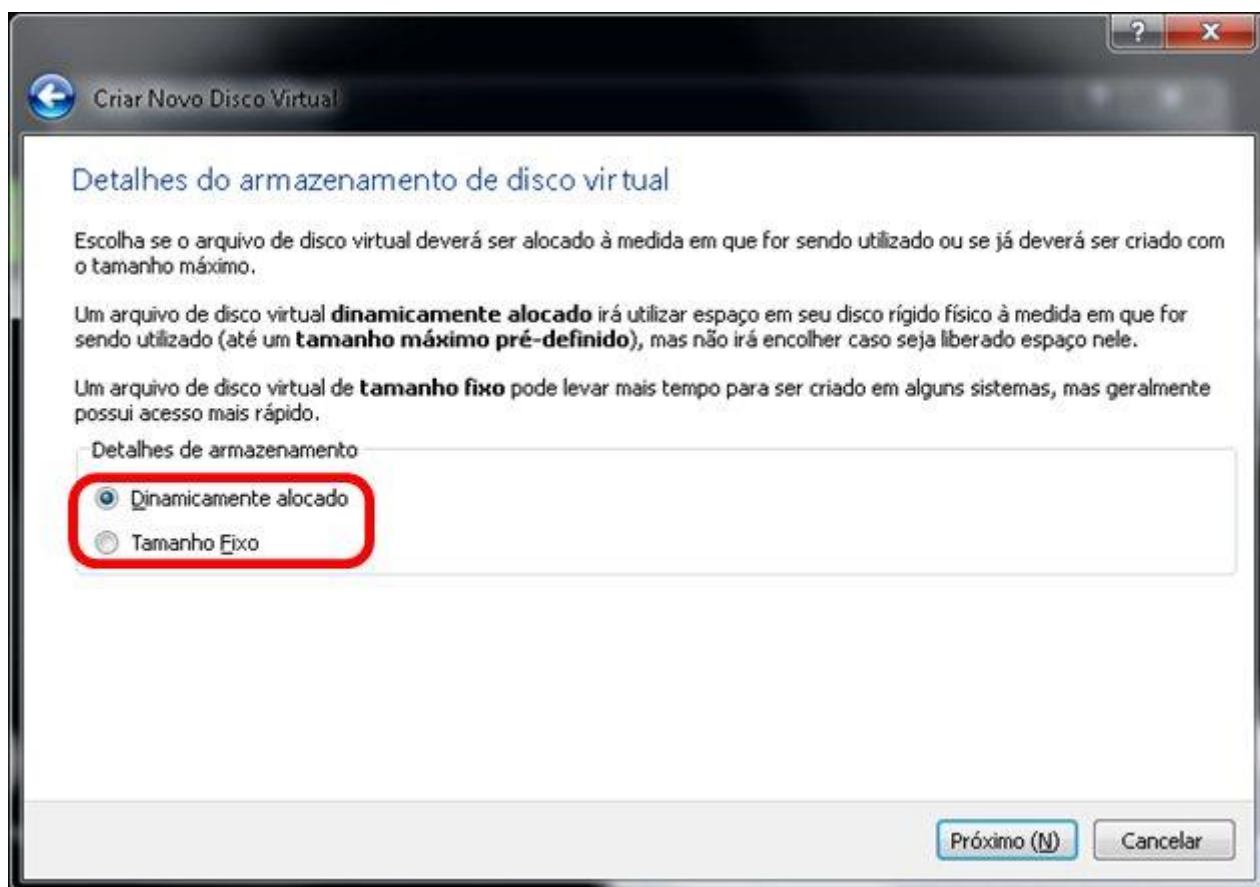 ?
Criar Novo Disco Virtual
Detalhes do armazenamento de disco virtual
Escolha se o arquivo de disco virtual deverá ser alocado à medida em que for sendo utilizado ou se já deverá ser criado com
o tamanho máximo.
Um arquivo de disco virtual dinamicamente alocado irá utilizar espaço em seu disco rígido físico à medida em que for
sendo utilizado (até um tamanho máximo pré-definido), mas não irá encolher caso seja liberado espaço nele.
Um arquivo de disco virtual de tamanho fixo pode levar mais tempo para ser criado em alguns sistemas, mas geralmente
possui acesso mais rápido.
Detalhes de armazenamento
Dinamicamente alocado
Tamanho Fixo
Próximo (N) Cancelar